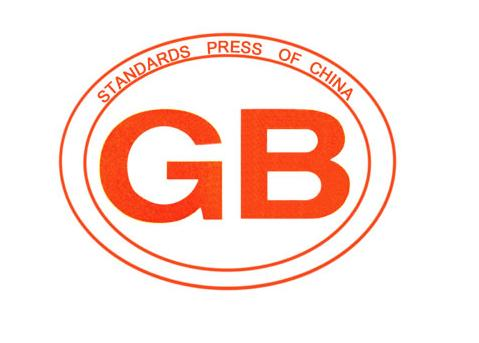 STANDARDS PRESS OF CHINA
GB